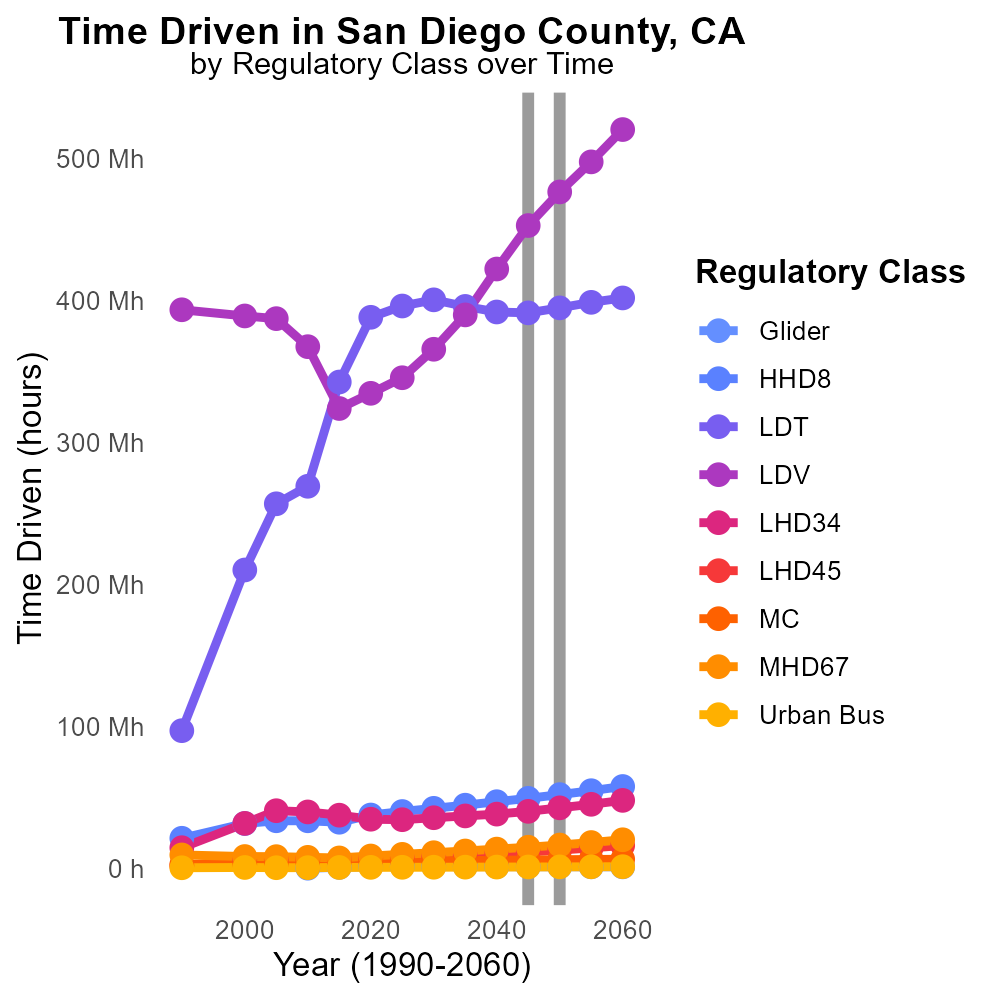 Time Driven in San Diego County, CA
by Regulatory Class over Time
Time Driven (hours)
500 Mh
400 Mh
300 Mh
200 Mh
100 Mh
0 h
2000 2020 2040 2060
Year (1990-2060)
Regulatory Class
Glider
HHD8
LDT
LDV
LHD34
LHD45
MC
MHD67
Urban Bus